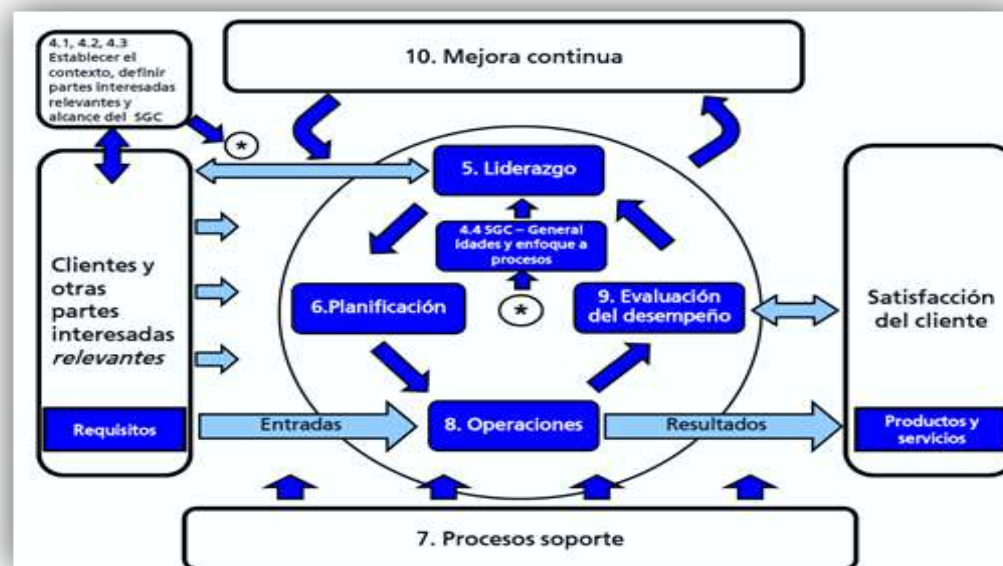 4.1, 4.2, 4.3
Establecer el
contexto, definir
partes interesadas
relevantes y
alcance del SGC
10. Mejora continua
*
5. Liderazgo
4.4 SGC – General
idades y enfoque a
procesos
*
Clientes y
otras
partes
interesadas
relevantes
6.Planificación
9. Evaluación
del desempeño
Satisfacción
del cliente
Requisitos
Entradas
8. Operaciones
Resultados
Productos y
servicios
7. Procesos soporte